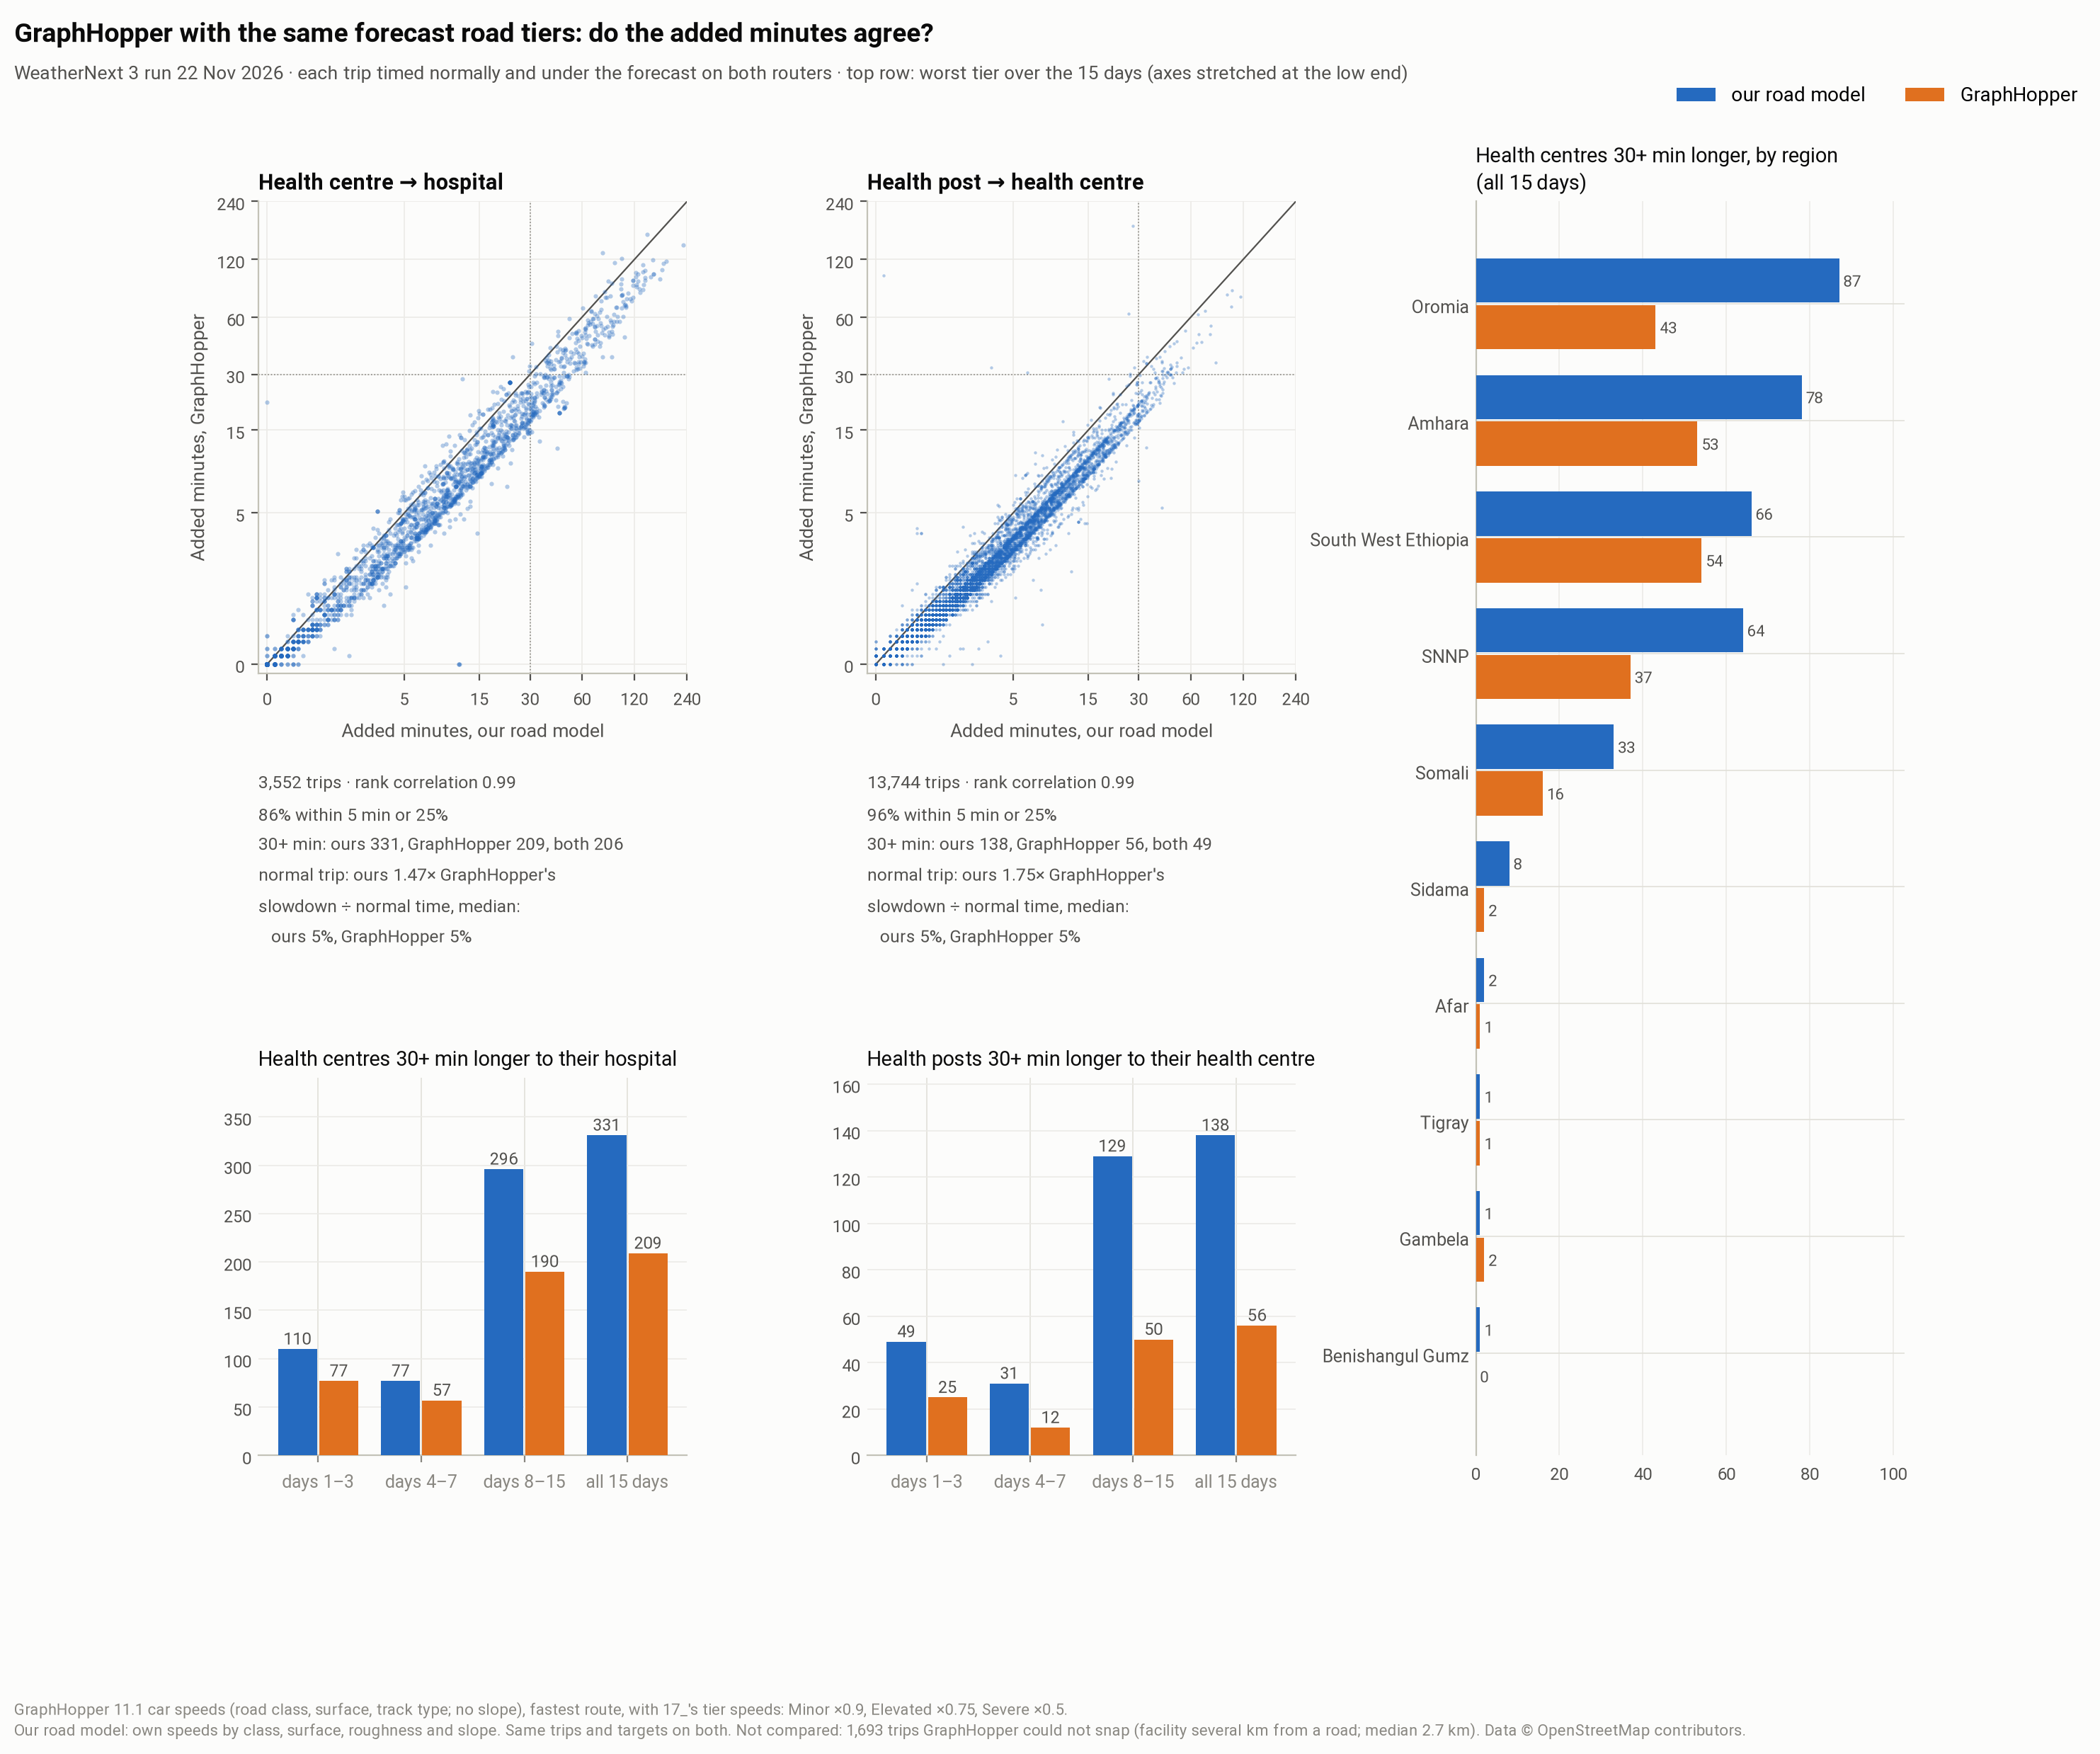 GraphHopper with the same forecast road tiers: do the added minutes agree?
WeatherNext 3 run 22 Nov 2026 · each trip timed normally and under the forecast on both routers · top row: worst tier over the 15 days (axes stretched at the low end)
our road model
GraphHopper
Health centre → hospital
240
120
60
30
15
5
0
Added minutes, GraphHopper
0
5
15
30
60
120
240
Added minutes, our road model
3,552 trips · rank correlation 0.99
86% within 5 min or 25%
30+ min: ours 331, GraphHopper 209, both 206
normal trip: ours 1.47× GraphHopper's
slowdown ÷ normal time, median:
ours 5%, GraphHopper 5%
Health post → health centre
240
120
60
30
15
5
0
Added minutes, GraphHopper
0
5
15
30
60
120
240
Added minutes, our road model
13,744 trips · rank correlation 0.99
96% within 5 min or 25%
30+ min: ours 138, GraphHopper 56, both 49
normal trip: ours 1.75× GraphHopper's
slowdown ÷ normal time, median:
ours 5%, GraphHopper 5%
Health centres 30+ min longer, by region
(all 15 days)
Oromia
87
43
Amhara
78
53
South West Ethiopia
66
54
SNNP
64
37
Somali
33
16
Sidama
8
2
Afar
2
1
Tigray
1
1
Gambela
1
2
Benishangul Gumz
1
0
0
20
40
60
80
100
Health centres 30+ min longer to their hospital
350
300
250
200
150
100
50
0
110
77
77
57
296
190
331
209
days 1–3
days 4–7
days 8–15
all 15 days
Health posts 30+ min longer to their health centre
160
140
120
100
80
60
40
20
0
49
25
31
12
129
50
138
56
days 1–3
days 4–7
days 8–15
all 15 days
GraphHopper 11.1 car speeds (road class, surface, track type; no slope), fastest route, with 17_'s tier speeds: Minor ×0.9, Elevated ×0.75, Severe ×0.5.
Our road model: own speeds by class, surface, roughness and slope. Same trips and targets on both. Not compared: 1,693 trips GraphHopper could not snap (facility several km from a road; median 2.7 km). Data © OpenStreetMap contributors.